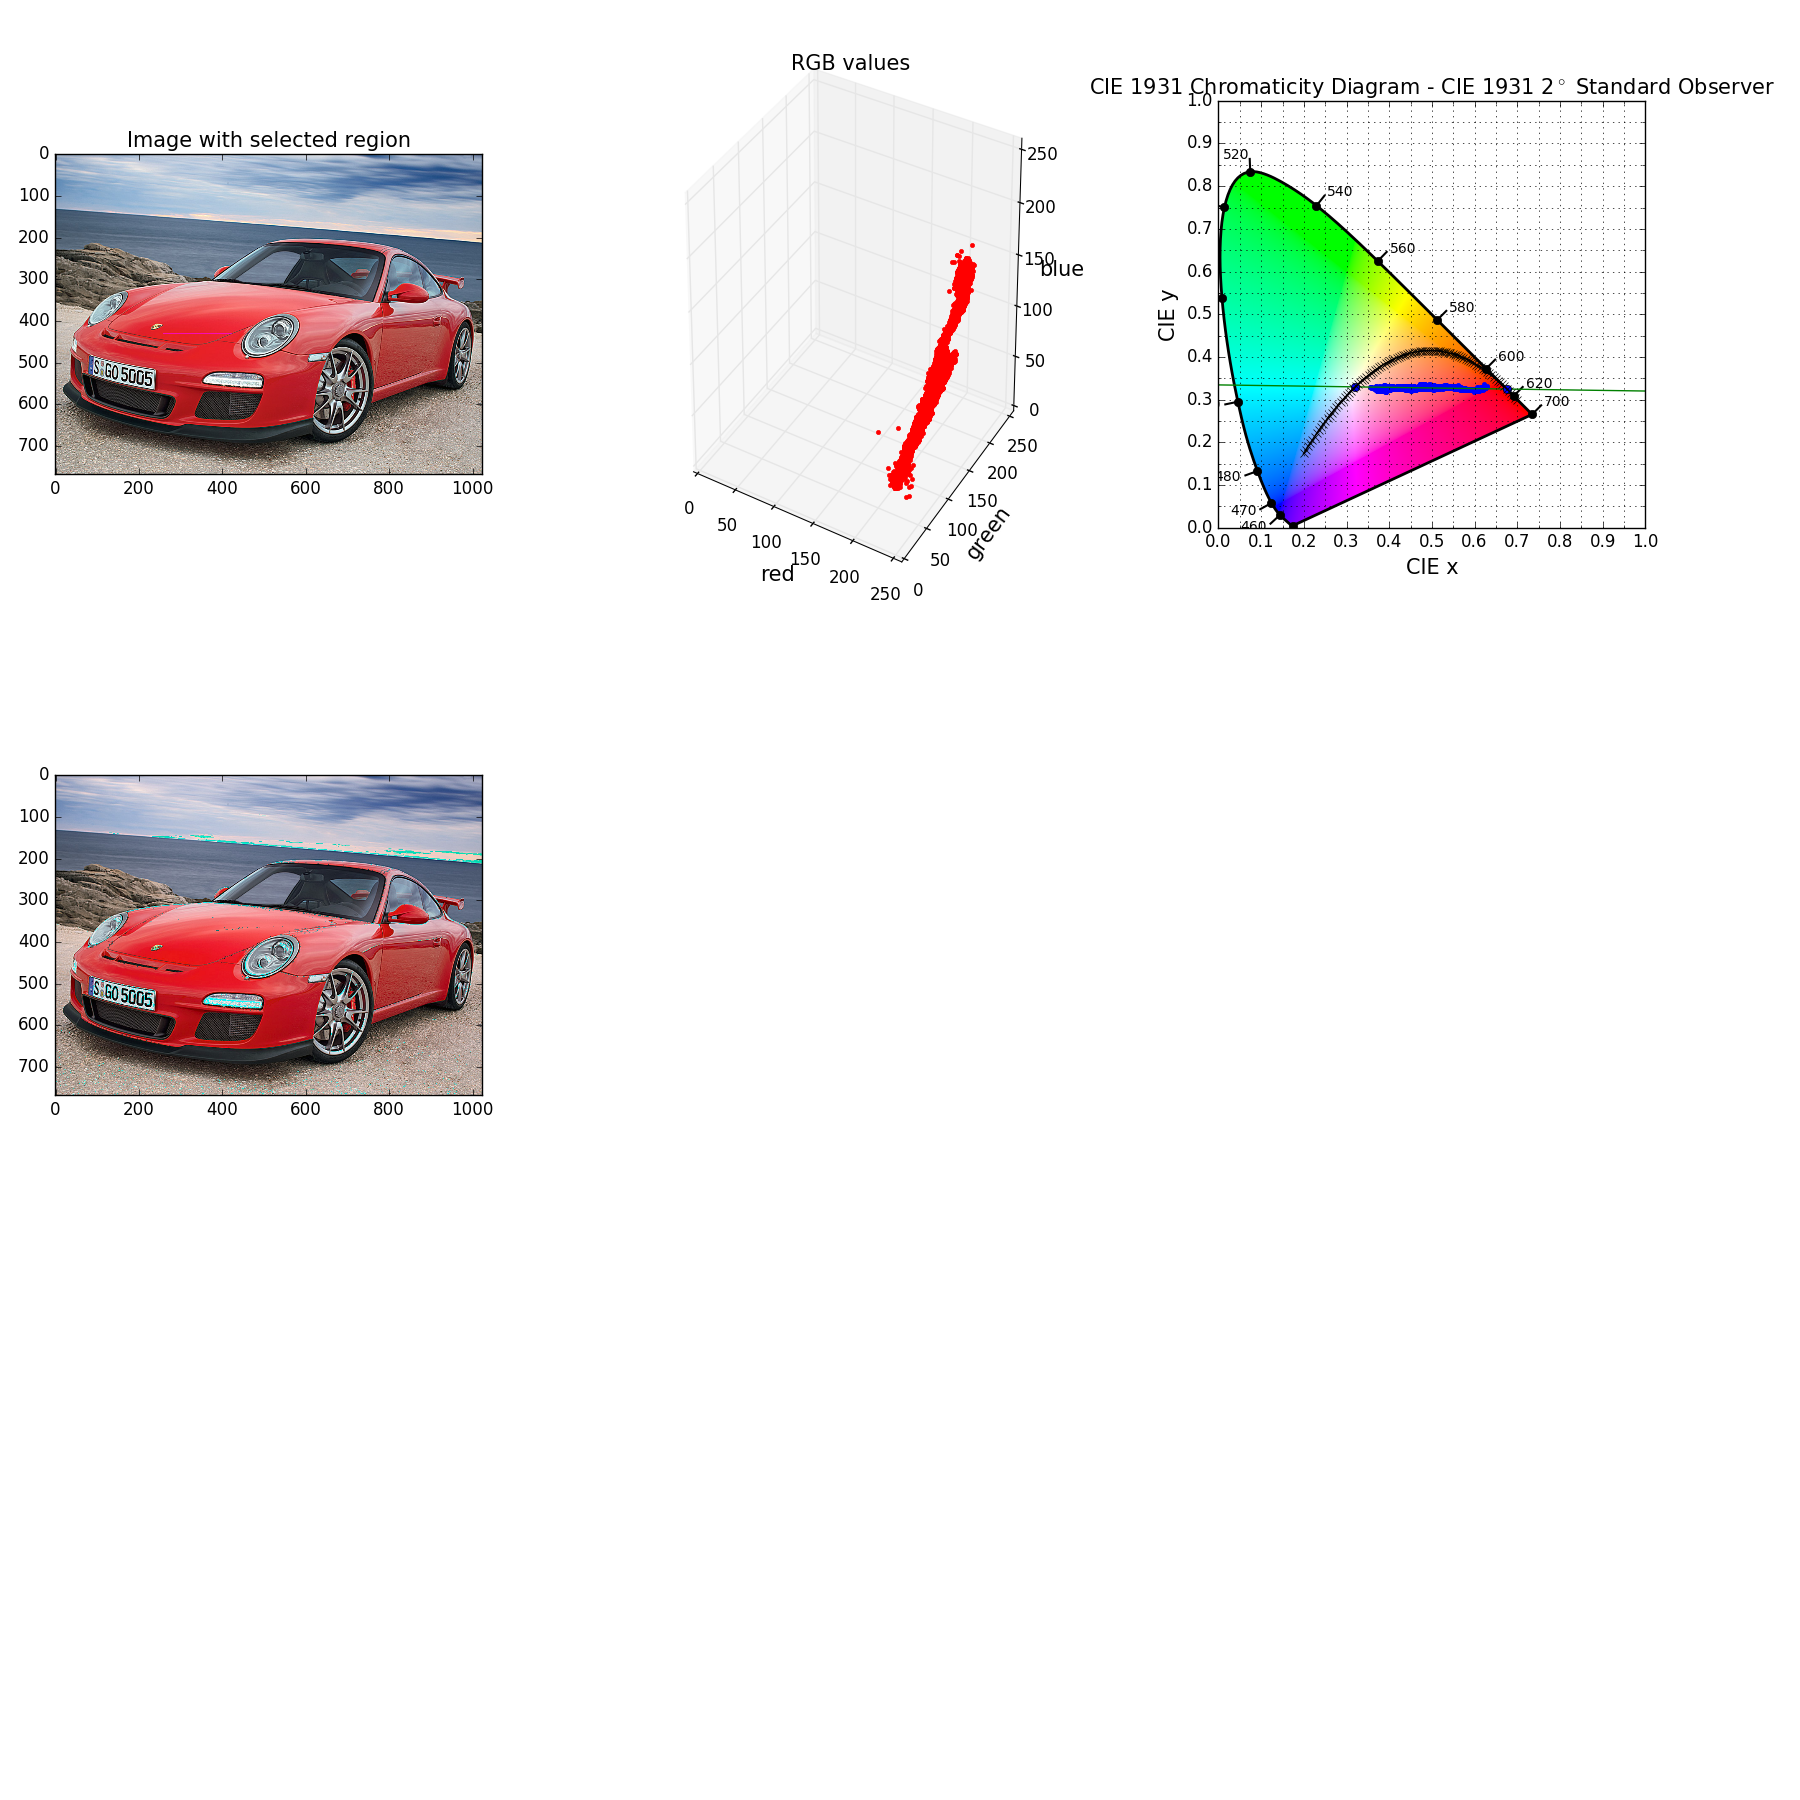 Image with selected region
0
100
200
300
400
500
600
700
0 200 400 600 800 1000
S GO 5005
RGB values
250
200
150
100
50
0
blue
0 50 100 150 200 250
red
0 50 100 150 200 250
green
CIE 1931 Chromaticity Diagram - CIE 1931 2° Standard Observer
1.0
0.9
0.8
0.7
0.6
0.5
0.4
0.3
0.2
0.1
0.0
CIE y
520
540
560
580
600
620
700
480
470
460
0.0 0.1 0.2 0.3 0.4 0.5 0.6 0.7 0.8 0.9 1.0
CIE x
0
100
200
300
400
500
600
700
0 200 400 600 800 1000
S GO 5005